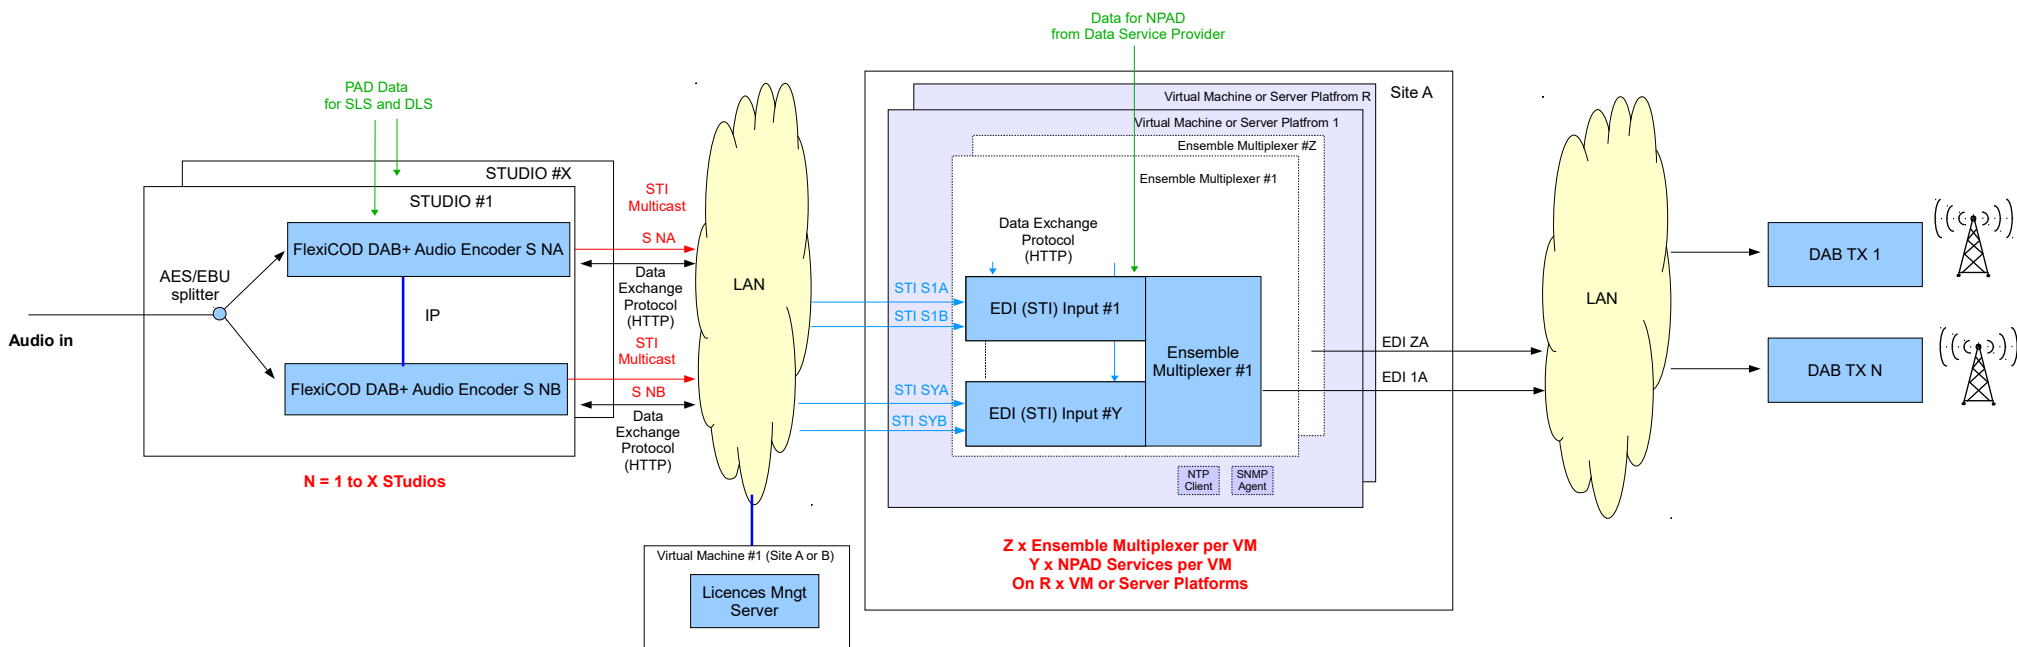 Data for NPAD
from Data Service Provider
PAD Data
for SLS and DLS
Site A
Virtual Machine or Server Platfrom R
Virtual Machine or Server Platfrom 1
Ensemble Multiplexer #Z
Ensemble Multiplexer #1
STUDIO #X
STUDIO #1
STI
Multicast
S NA
FlexiCOD DAB+ Audio Encoder S NA
AES/EBU
splitter
Data
Exchange
Protocol
(HTTP)
IP
Audio in
STI
Multicast
S NB
FlexiCOD DAB+ Audio Encoder S NB
Data
Exchange
Protocol
(HTTP)
N = 1 to X STudios
LAN
Virtual Machine #1 (Site A or B)
Licences Mngt
Server
STI S1A
STI S1B
STI SYA
STI SYB
Data Exchange
Protocol
(HTTP)
EDI (STI) Input #1
EDI (STI) Input #Y
Ensemble
Multiplexer #1
NTP
Client
SNMP
Agent
Z x Ensemble Multiplexer per VM
Y x NPAD Services per VM
On R x VM or Server Platforms
EDI ZA
EDI 1A
LAN
DAB TX 1
DAB TX N